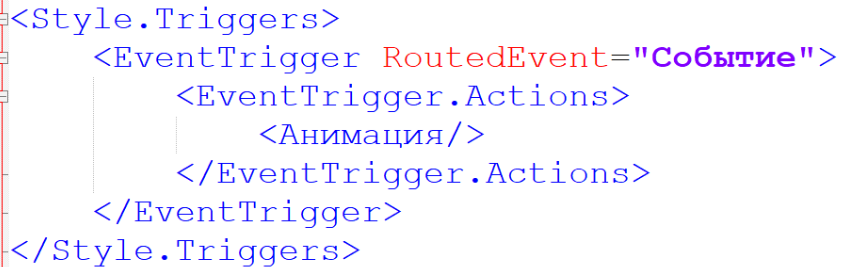 <Style.Triggers>
<EventTrigger RoutedEvent="Событие">
<EventTrigger.Actions>
<Анимация/>
</EventTrigger.Actions>
</EventTrigger>
</Style.Triggers>